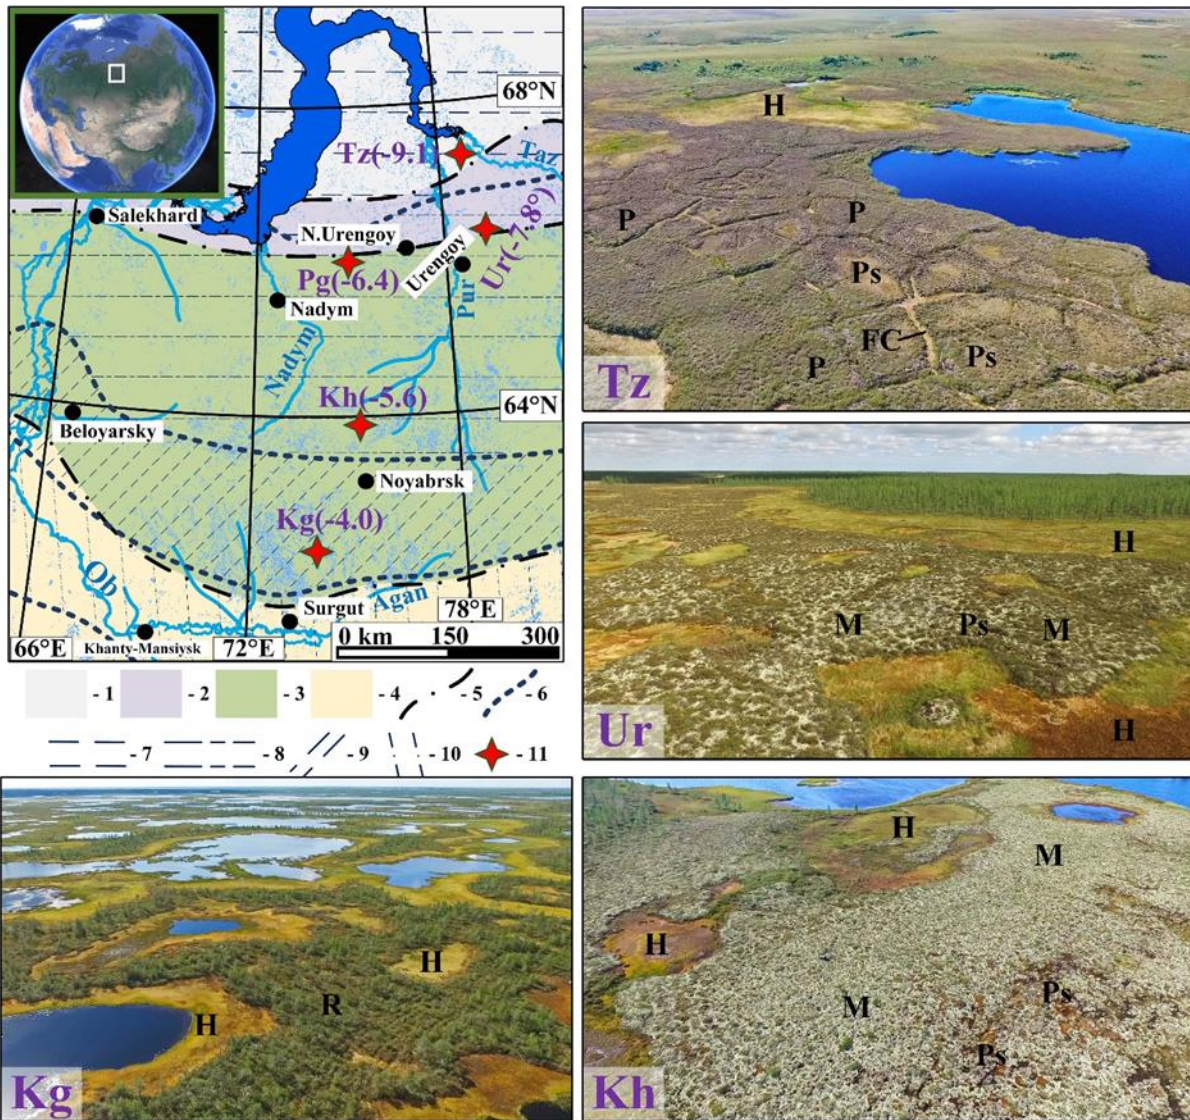 68°N
Tz(-9.1)
Taz
Salekhard
N.Urengoy
Urengoy
Ur(-7.8°)
Pg(-6.4)
Pur
Nadym
Nadym
Kh(-5.6)
64°N
Beloyarsky
Noyabrsk
Kg(-4.0)
Ob
Agan
Surgut
78°E
66°E
Khanty-Mansiysk
72°E
0 km 150 300
- 1 - 2 - 3 - 4 - 5 - 6
- 7 - 8 - 9 - 10 - 11
H
P
P
Ps
FC
P
Ps
Tz
H
M
Ps
M
Ur
H
H
R
H
Kg
H
M
H
M
Ps
Ps
Kh